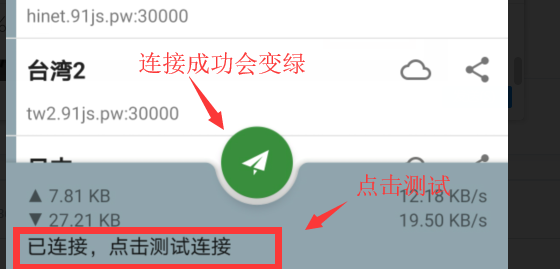 hinet.91js.pw:30000
台湾2
连接成功会变绿
tw2.91js.pw:30000
点击测试
▲ 7.81 KB 12.18 KB/s
▼ 27.21 KB 19.50 KB/s
已连接，点击测试连接